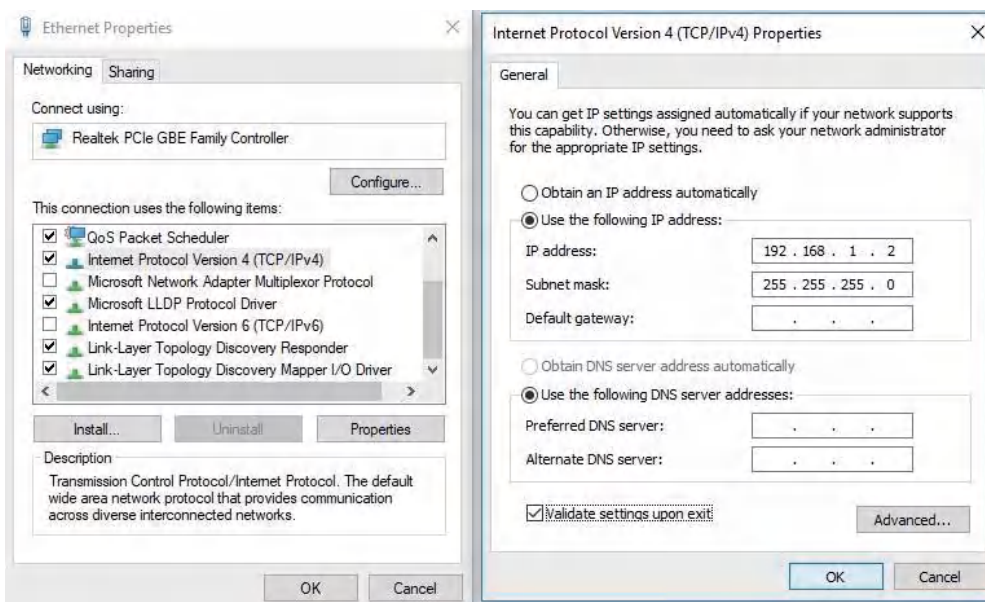 Ethernet Properties
Networking
Sharing
Connect using:
Realtek PCIe GBE Family Controller
Configure...
This connection uses the following items:
QoS Packet Scheduler
Internet Protocol Version 4 (TCP/IPv4)
Microsoft Network Adapter Multiplexor Protocol
Microsoft LLDP Protocol Driver
Internet Protocol Version 6 (TCP/IPv6)
Link-Layer Topology Discovery Responder
Link-Layer Topology Discovery Mapper I/O Driver
Install...
Uninstall
Properties
Description
Transmission Control Protocol/Internet Protocol. The default
wide area network protocol that provides communication
across diverse interconnected networks.
OK
Cancel
Internet Protocol Version 4 (TCP/IPv4) Properties
General
You can get IP settings assigned automatically if your network supports
this capability. Otherwise, you need to ask your network administrator
for the appropriate IP settings.
Obtain an IP address automatically
Use the following IP address:
IP address:
192 . 168 . 1 . 2
Subnet mask:
255 . 255 . 255 . 0
Default gateway:
. . .
Obtain DNS server address automatically
Use the following DNS server addresses:
Preferred DNS server:
. . .
Alternate DNS server:
. . .
Validate settings upon exit
Advanced...
OK
Cancel